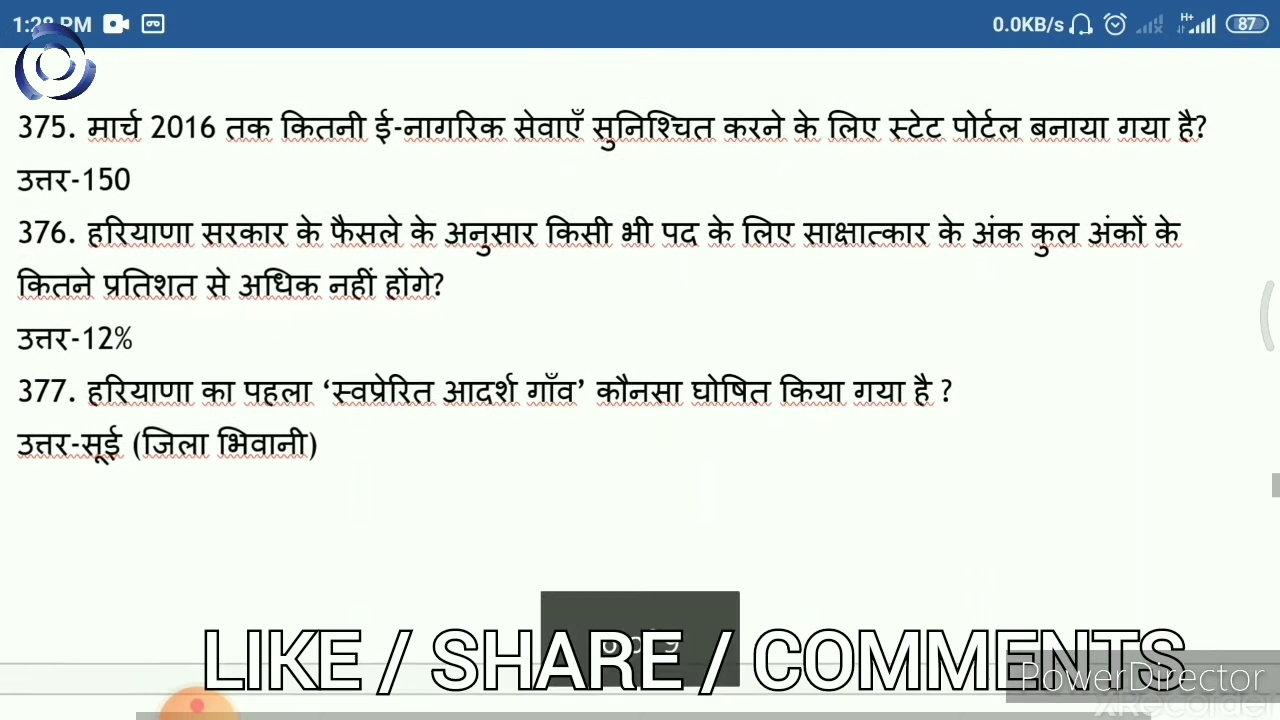 1:28 PM 0.0KB/s H+ 87
375. मार्च 2016 तक कितनी ई-नागरिक सेवाएँ सुनिश्चित करने के लिए स्टेट पोर्टल बनाया गया है?
उत्तर-150
376. हरियाणा सरकार के फैसले के अनुसार किसी भी पद के लिए साक्षात्कार के अंक कुल अंकों के
कितने प्रतिशत से अधिक नहीं होंगे?
उत्तर-12%
377. हरियाणा का पहला ‘स्वप्रेरित आदर्श गाँव’ कौनसा घोषित किया गया है ?
उत्तर-सूई (जिला भिवानी)
LIKE / SHARE / COMMENTS
PowerDirector
XRecorder